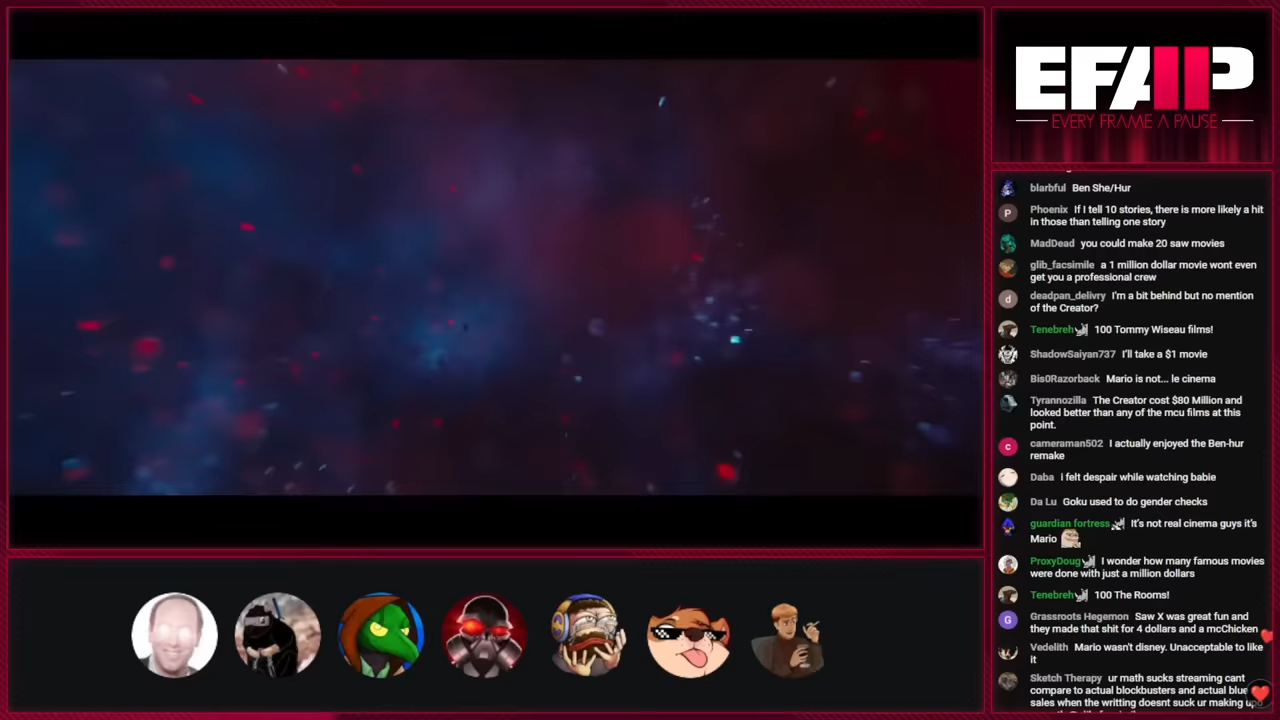 EFAP
EVERY FRAME A PAUSE
blarbful Ben She/Hur
Phoenix If I tell 10 stories, there is more likely a hit
in those than telling one story
MadDead you could make 20 saw movies
glib_facsimile a 1 million dollar movie wont even
get you a professional crew
deadpan_delivry I'm a bit behind but no mention
of the Creator?
Tenebreh 100 Tommy Wiseau films!
ShadowSaiyan737 I'll take a $1 movie
Bis0Razorback Mario is not... le cinema
Tyrannozilla The Creator cost $80 Million and
looked better than any of the mcu films at this
point.
cameraman502 I actually enjoyed the Ben-hur
remake
Daba i felt despair while watching babie
Da Lu Goku used to do gender checks
guardian fortress It's not real cinema guys it's
Mario
ProxyDoug I wonder how many famous movies
were done with just a million dollars
Tenebreh 100 The Rooms!
Grassroots Hegemon Saw X was great fun and
they made that shit for 4 dollars and a mcChicken
Vedelith Mario wasn't disney. Unacceptable to like
it
Sketch Therapy ur math sucks streaming cant
compare to actual blockbusters and actual blue
sales when the writting doesnt suck ur making up